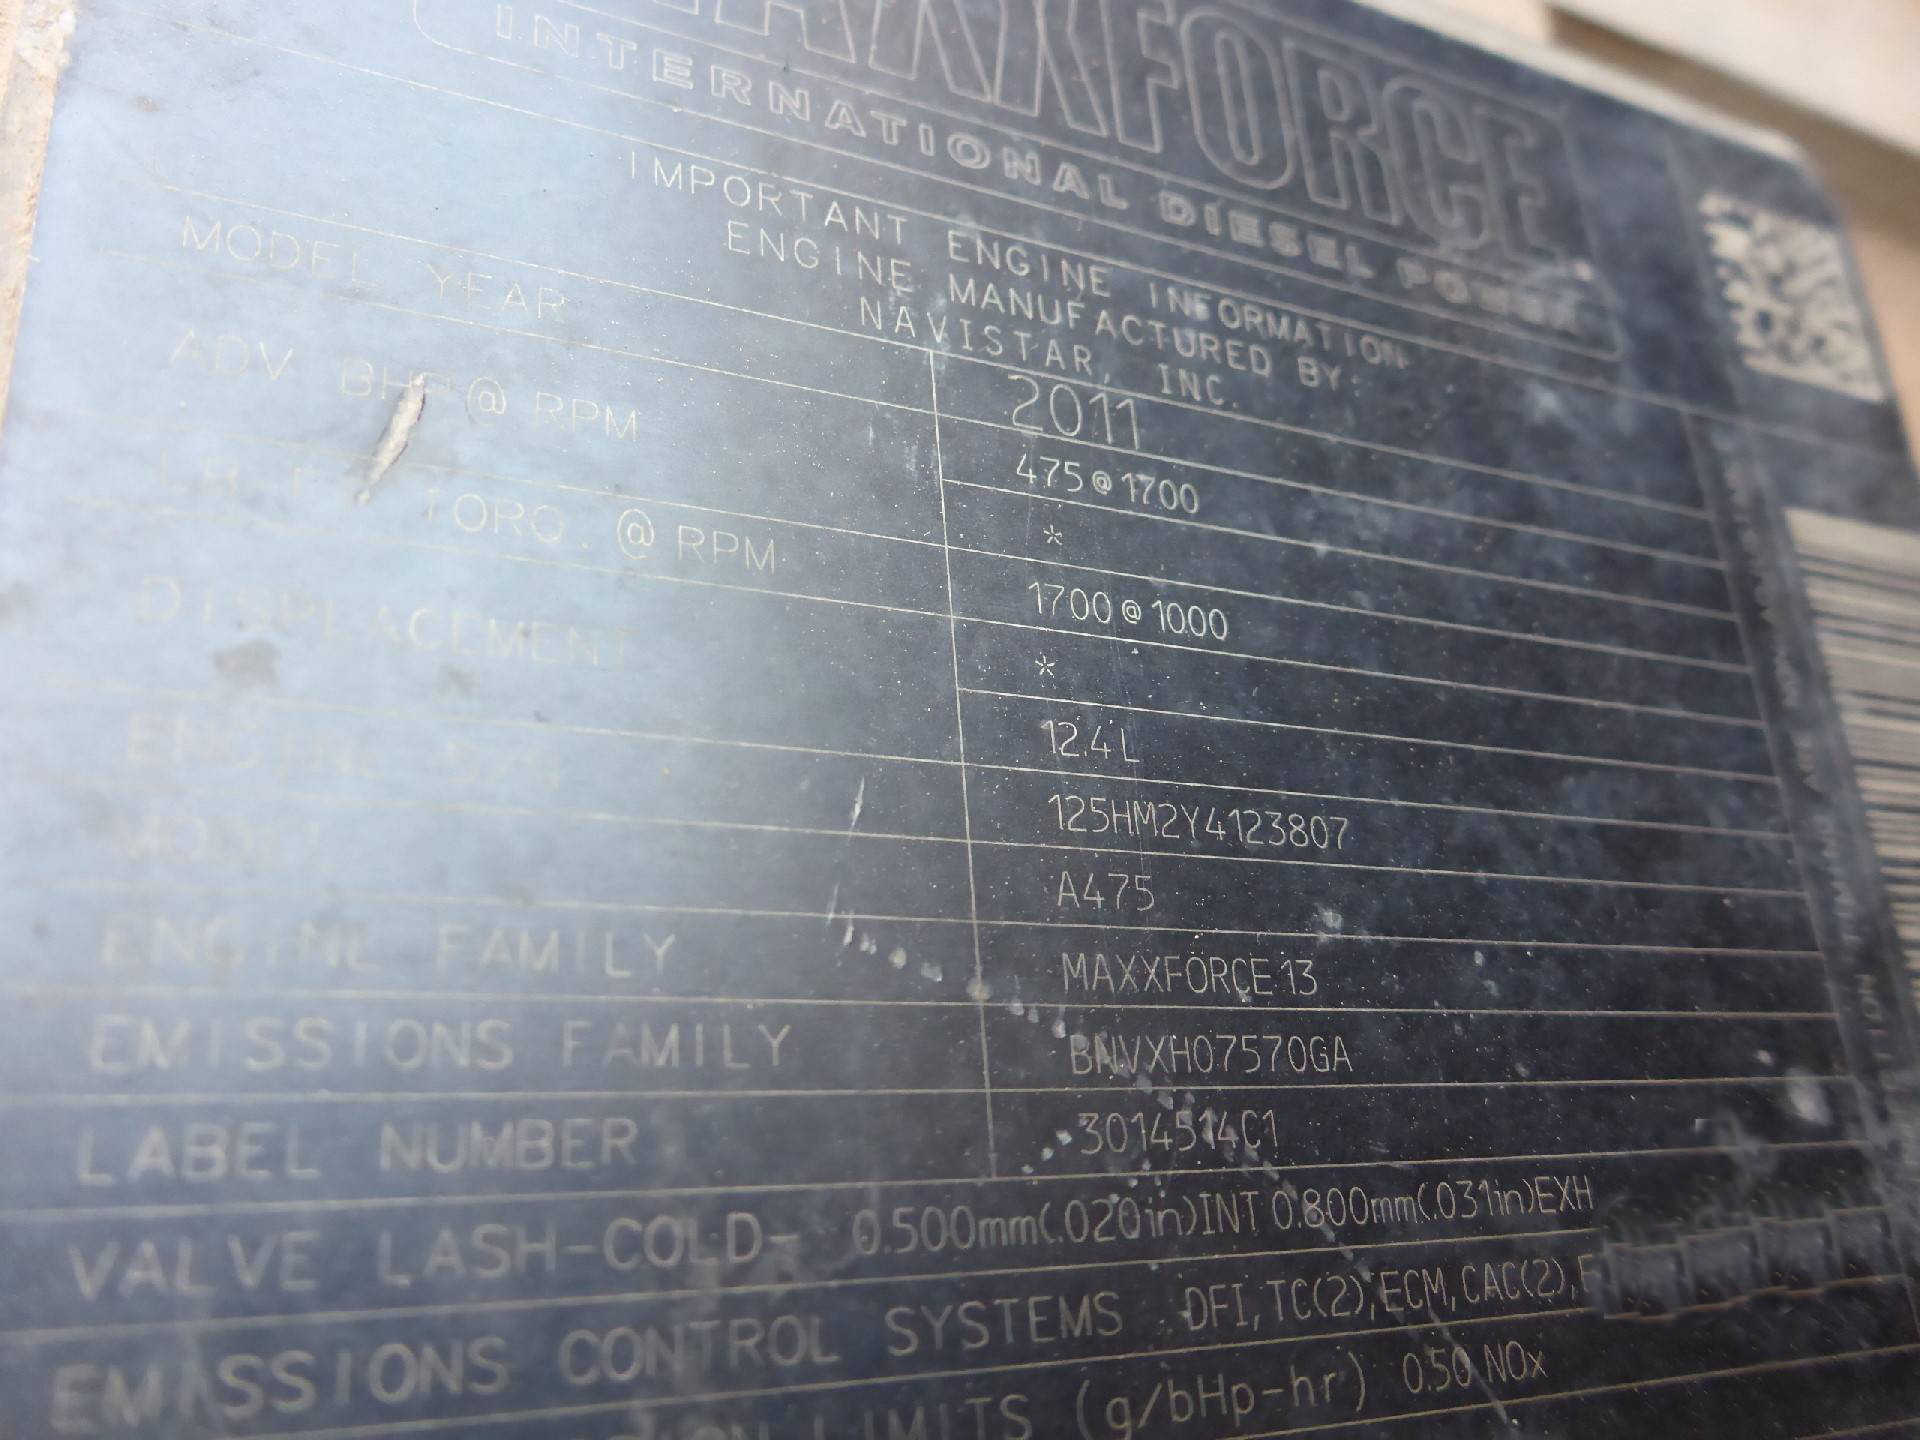 MAXXFORCE
INTERNATIONAL DIESEL POWER
IMPORTANT ENGINE INFORMATION
ENGINE MANUFACTURED BY:
NAVISTAR, INC.
MODEL YEAR 2011
ADV BHP @ RPM 475@1700
*
TORQ. @ RPM 1700@1000
*
DISPLACEMENT 12.4L
ENGINE S/N 125HM2Y4123807
MODEL A475
ENGINE FAMILY MAXXFORCE 13
EMISSIONS FAMILY BNVXH07570GA
LABEL NUMBER 3014514C1
VALVE LASH-COLD- 0.500mm(.020in)INT 0.800mm(.031in)EXH
EMISSIONS CONTROL SYSTEMS DFI,TC(2),ECM,CAC(2),
LIMITS (g/bHp-hr) 0.50 NOx